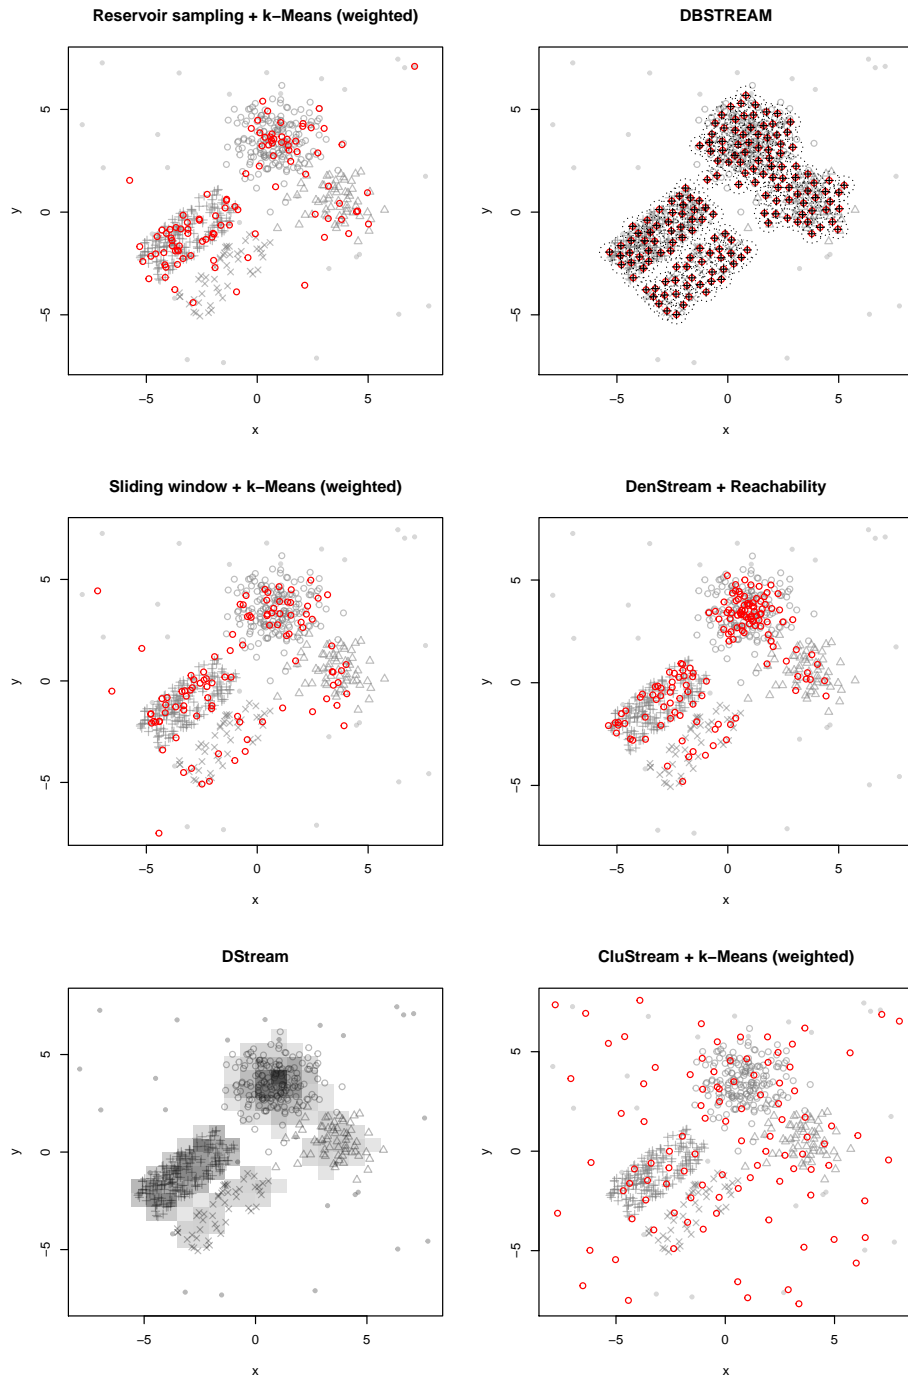 Reservoir sampling + k−Means (weighted)
5
0
−5
y
−5
0
5
x
DBSTREAM
5
0
−5
y
−5
0
5
x
Sliding window + k−Means (weighted)
5
0
−5
y
−5
0
5
x
DenStream + Reachability
5
0
−5
y
−5
0
5
x
DStream
5
0
−5
y
−5
0
5
x
CluStream + k−Means (weighted)
5
0
−5
y
−5
0
5
x